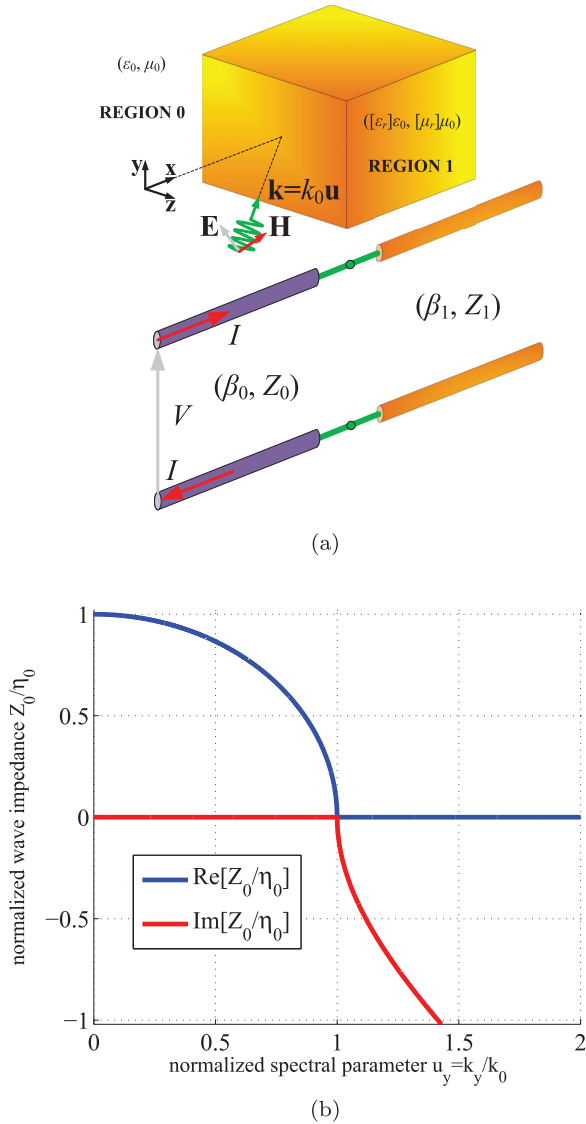 (ε₀, μ₀)
REGION 0
([εᵣ]ε₀, [μᵣ]μ₀)
REGION 1
y
x
z
k=k₀u
E
H
I
(β₁, Z₁)
(β₀, Z₀)
V
I
(a)
normalized wave impedance Z₀/η₀
1
0.5
0
−0.5
−1
Re[Z₀/η₀]
Im[Z₀/η₀]
0 0.5 1 1.5 2
normalized spectral parameter u_y=k_y/k₀
(b)